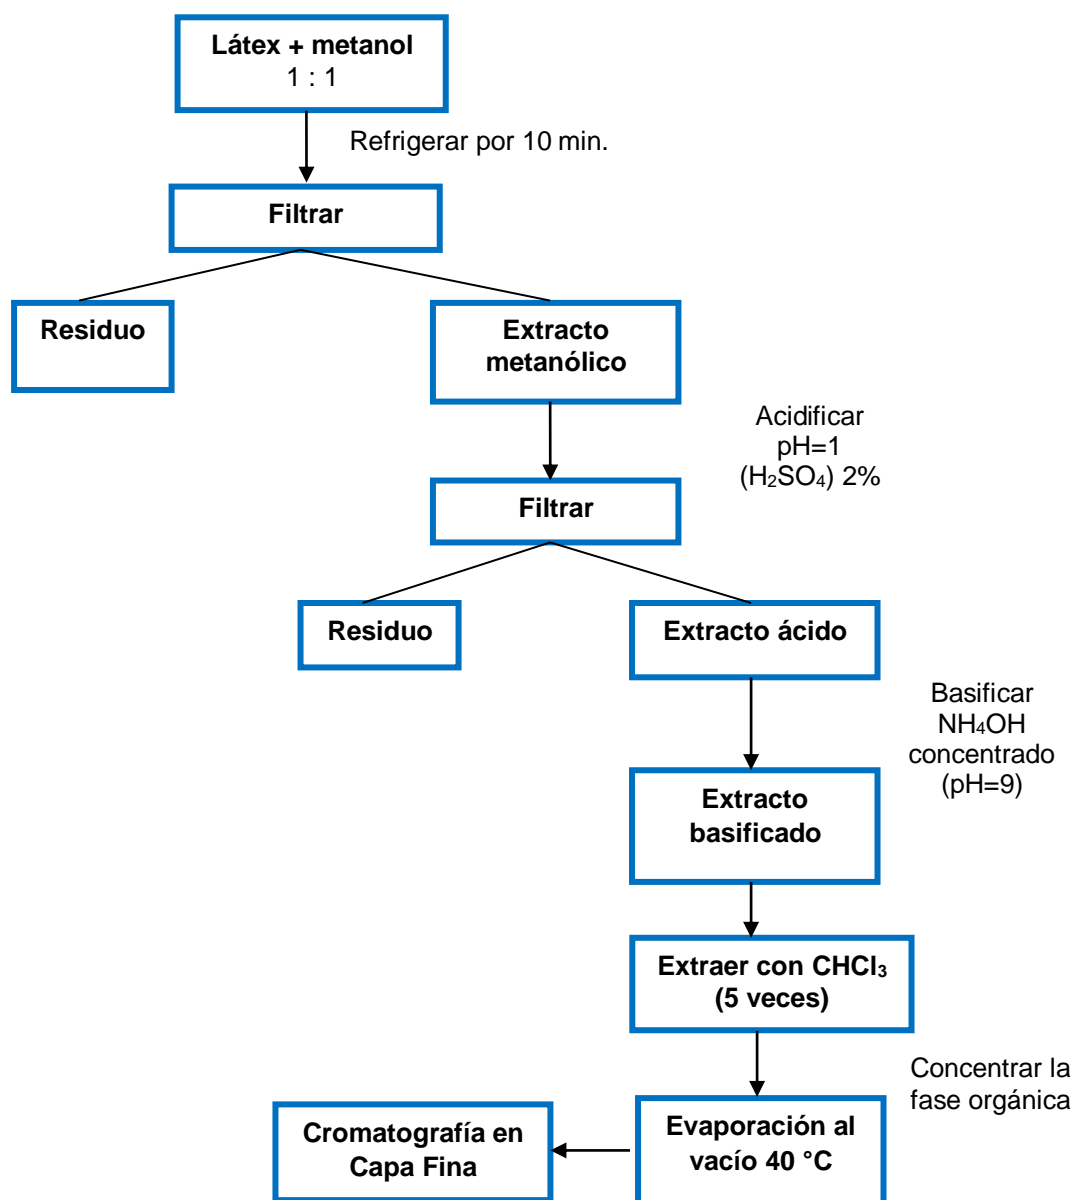 Látex + metanol
1 : 1
Refrigerar por 10 min.
Filtrar
Residuo
Extracto
metanólico
Acidificar
pH=1
(H₂SO₄) 2%
Filtrar
Residuo
Extracto ácido
Basificar
NH₄OH
concentrado
(pH=9)
Extracto
basificado
Extraer con CHCl₃
(5 veces)
Concentrar la
fase orgánica
Evaporación al
vacío 40 °C
Cromatografía en
Capa Fina